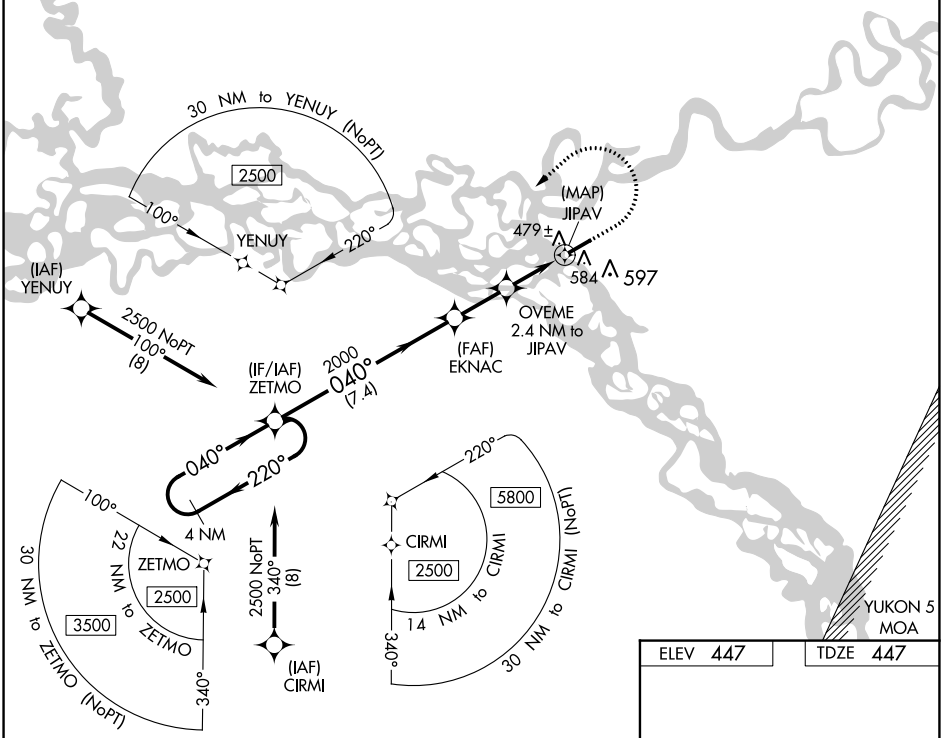 30 NM to YENUY (NoPT)
2500
100°
220°
YENUY
(MAP)
JIPAV
479±
584
597
(IAF)
YENUY
2500 NoPT
100°
(8)
OVEME
2.4 NM to
JIPAV
(FAF)
EKNAC
2000
040°
(7.4)
(IF/IAF)
ZETMO
040°
220°
4 NM
100°
22 NM to ZETMO
ZETMO
2500
3500
30 NM to ZETMO (NoPT)
340°
2500 NoPT
340°
(8)
(IAF)
CIRMI
220°
5800
CIRMI
2500
14 NM to CIRMI
30 NM to CIRMI (NoPT)
340°
YUKON 5
MOA
ELEV 447
TDZE 447